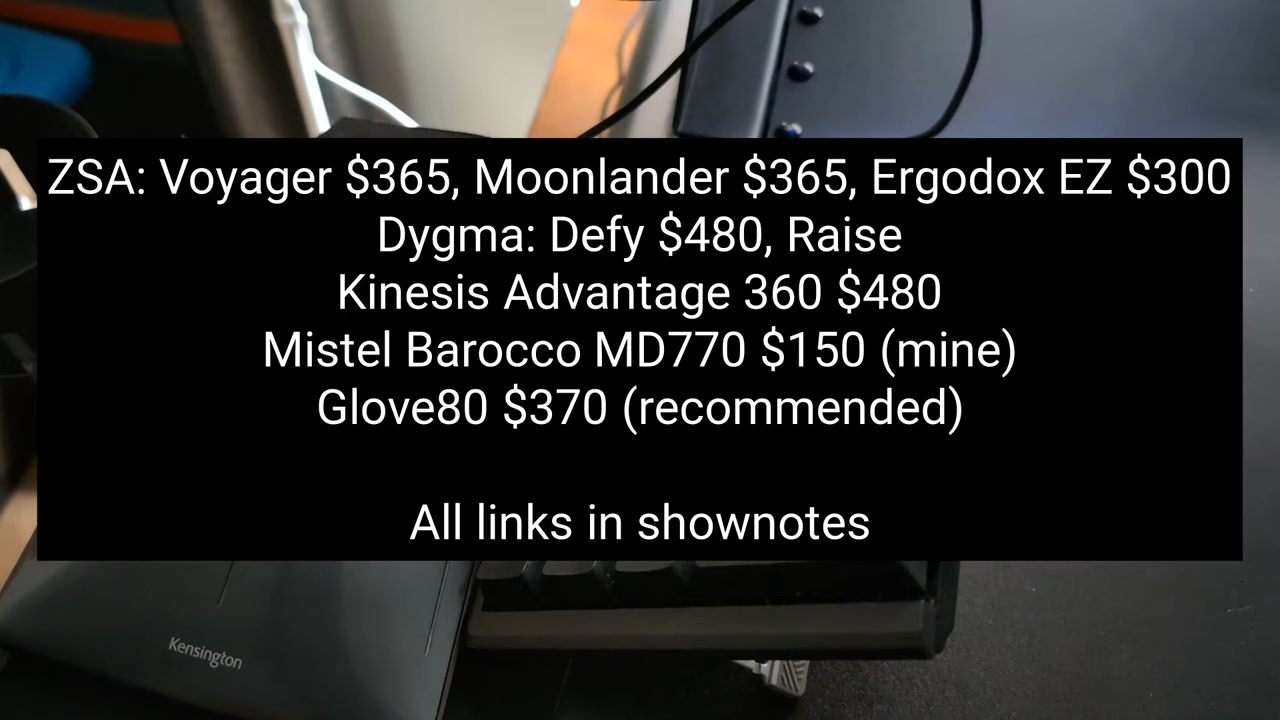 ZSA: Voyager $365, Moonlander $365, Ergodox EZ $300
Dygma: Defy $480, Raise
Kinesis Advantage 360 $480
Mistel Barocco MD770 $150 (mine)
Glove80 $370 (recommended)
All links in shownotes
Kensington